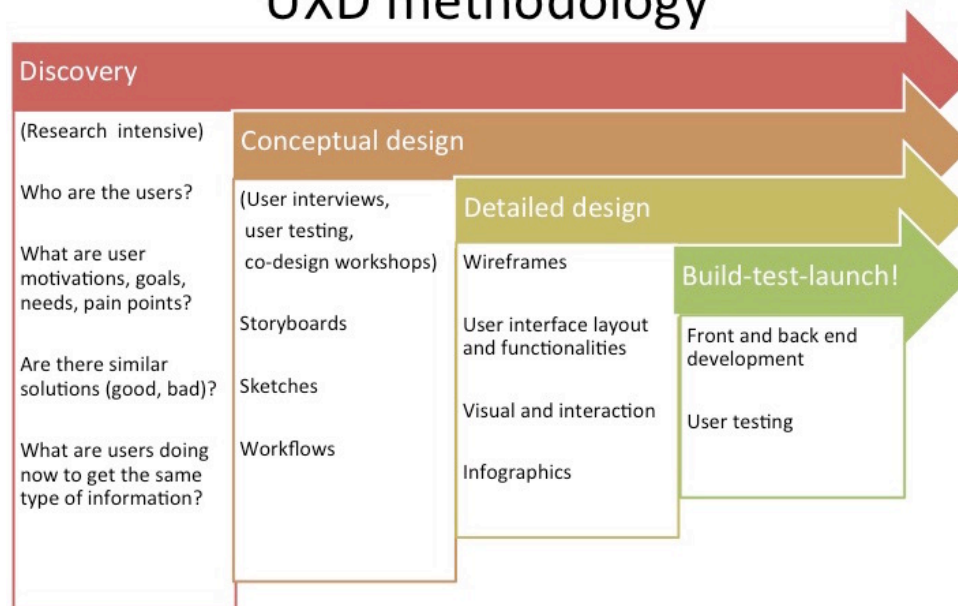 UXD methodology
Discovery
(Research intensive)
Who are the users?
What are user
motivations, goals,
needs, pain points?
Are there similar
solutions (good, bad)?
What are users doing
now to get the same
type of information?
Conceptual design
(User interviews,
user testing,
co-design workshops)
Storyboards
Sketches
Workflows
Detailed design
Wireframes
User interface layout
and functionalities
Visual and interaction
Infographics
Build-test-launch!
Front and back end
development
User testing